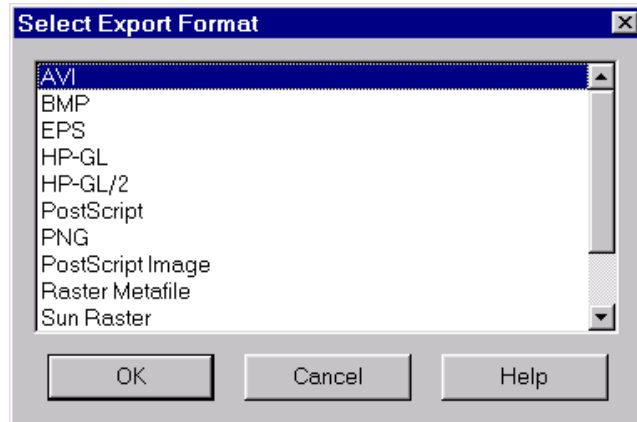 Select Export Format
AVI
BMP
EPS
HP-GL
HP-GL/2
PostScript
PNG
PostScript Image
Raster Metafile
Sun Raster
OK Cancel Help